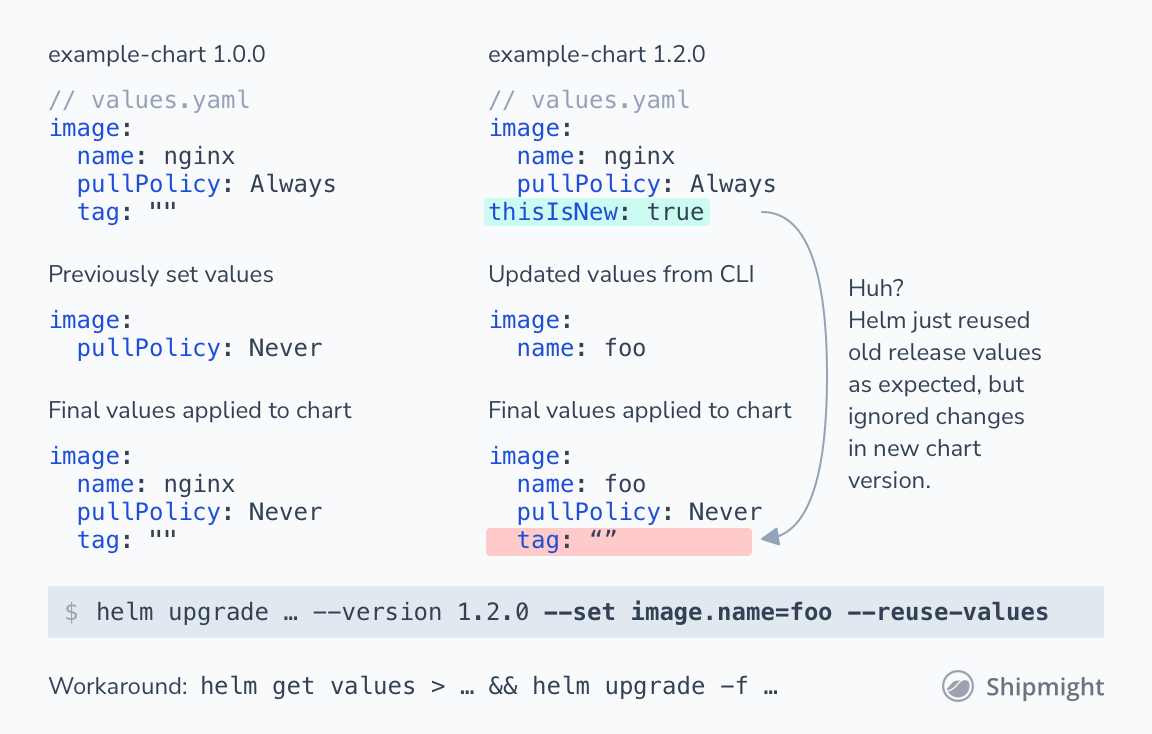 example-chart 1.0.0
// values.yaml
image:
  name: nginx
  pullPolicy: Always
  tag: ""
Previously set values
image:
  pullPolicy: Never
Final values applied to chart
image:
  name: nginx
  pullPolicy: Never
  tag: ""
example-chart 1.2.0
// values.yaml
image:
  name: nginx
  pullPolicy: Always
thisIsNew: true
Updated values from CLI
image:
  name: foo
Final values applied to chart
image:
  name: foo
  pullPolicy: Never
  tag: “”
Huh?
Helm just reused
old release values
as expected, but
ignored changes
in new chart
version.
$ helm upgrade … --version 1.2.0 --set image.name=foo --reuse-values
Workaround: helm get values > … && helm upgrade -f …
Shipmight